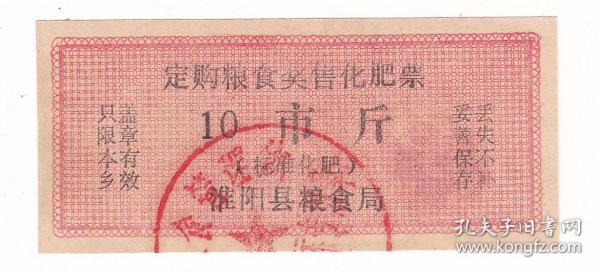 定购粮食奖售化肥票
10 市斤
（标准化肥）
淮阳县粮食局
盖章有效
只限本乡
丢失不补
妥善保存
孔夫子旧书网
kongfz.com